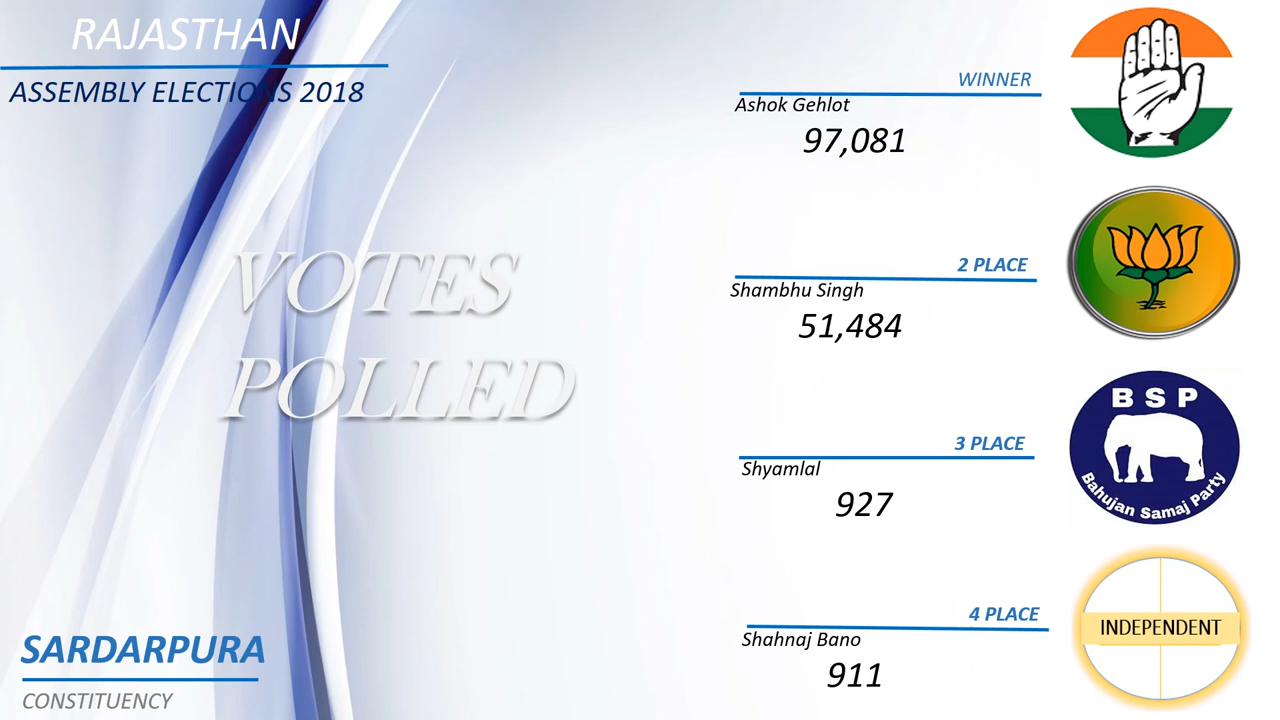 RAJASTHAN
ASSEMBLY ELECTIONS 2018
VOTES
POLLED
SARDARPURA
CONSTITUENCY
WINNER
Ashok Gehlot
97,081
2 PLACE
Shambhu Singh
51,484
3 PLACE
Shyamlal
927
BSP
Bahujan Samaj Party
4 PLACE
Shahnaj Bano
911
INDEPENDENT